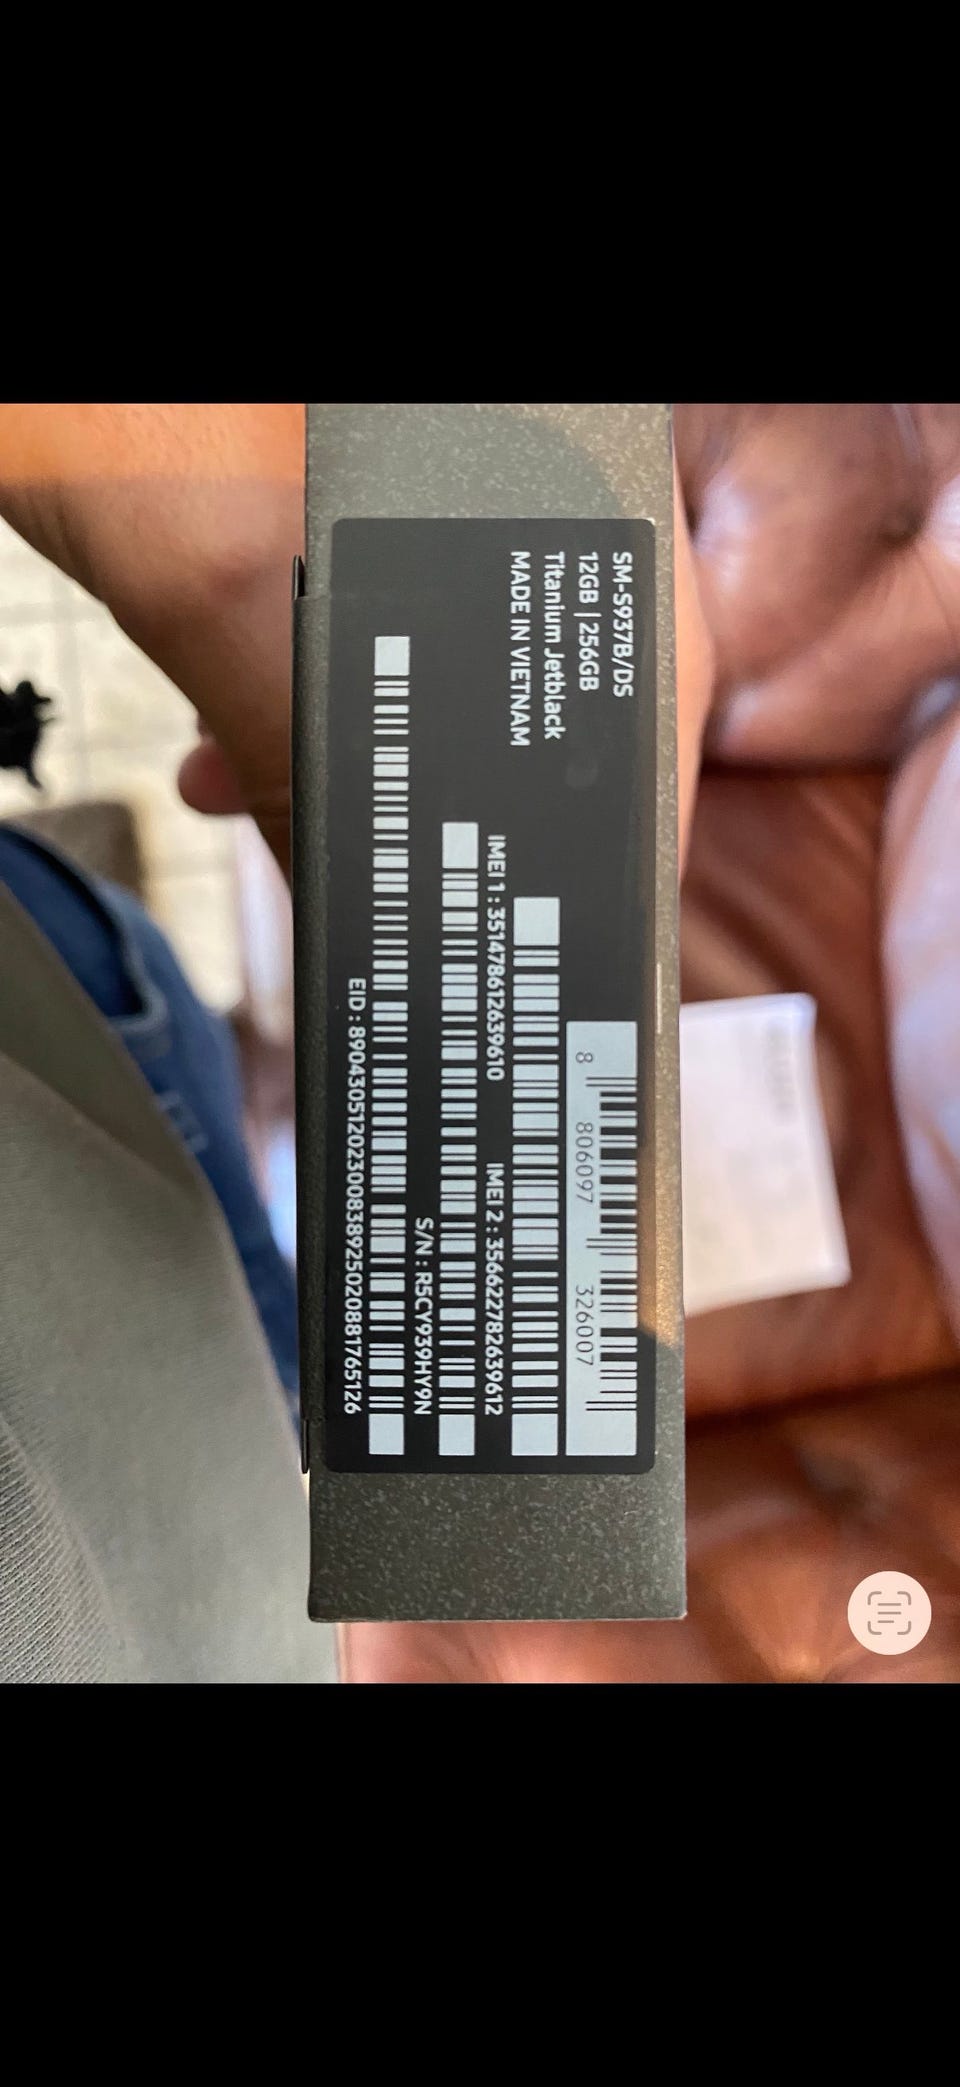 SM-S937B/DS
12GB | 256GB
Titanium Jetblack
MADE IN VIETNAM
8 806097 326007
IMEI 1 : 351478612639610 IMEI 2 : 356622782639612
S/N : R5CY939HY9N
EID : 89043051202300838925020881765126